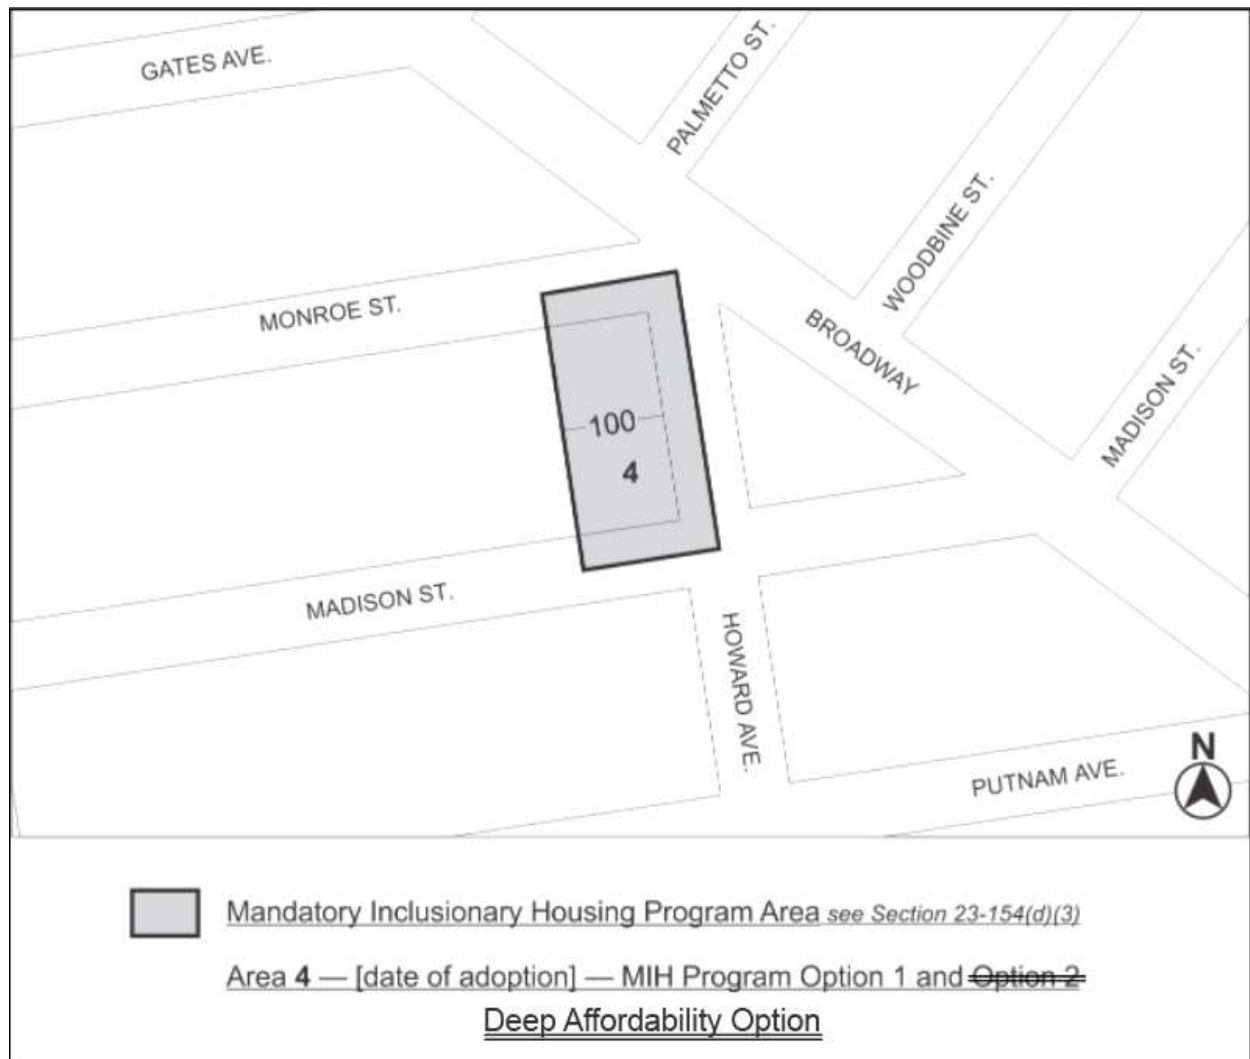 GATES AVE.
PALMETTO ST.
WOODBINE ST.
MONROE ST.
BROADWAY
MADISON ST.
100
4
MADISON ST.
HOWARD AVE.
PUTNAM AVE.
N
Mandatory Inclusionary Housing Program Area see Section 23-154(d)(3)
Area 4 — [date of adoption] — MIH Program Option 1 and Option 2
Deep Affordability Option